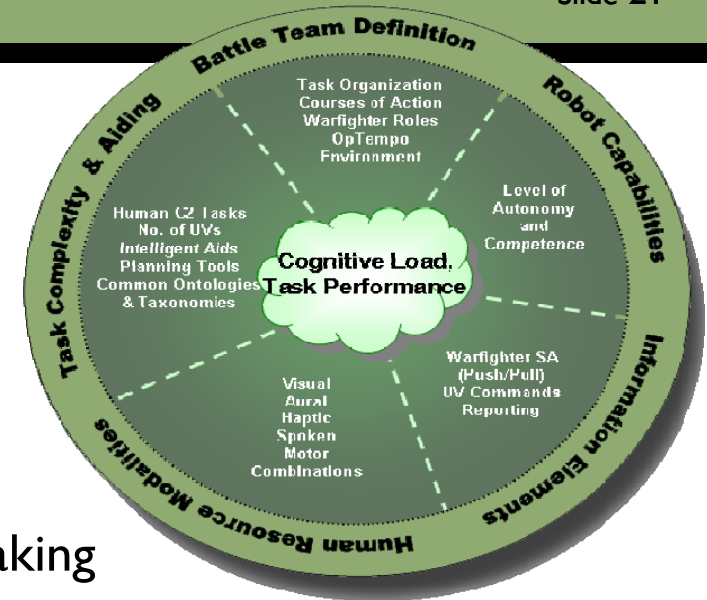 Slide 21
Battle Team Definition
Task Organization
Courses of Action
Warfighter Roles
OpTempo
Environment
Robot Capabilities
Level of
Autonomy
and
Competence
Task Complexity & Aiding
Human C2 Tasks
No. of UVs
Intelligent Aids
Planning Tools
Common Ontologies
& Taxonomies
Cognitive Load,
Task Performance
Information Elements
Warfighter SA
(Push/Pull)
UV Commands
Reporting
Human Resource Modalities
Visual
Aural
Haptic
Spoken
Motor
Combinations
aking